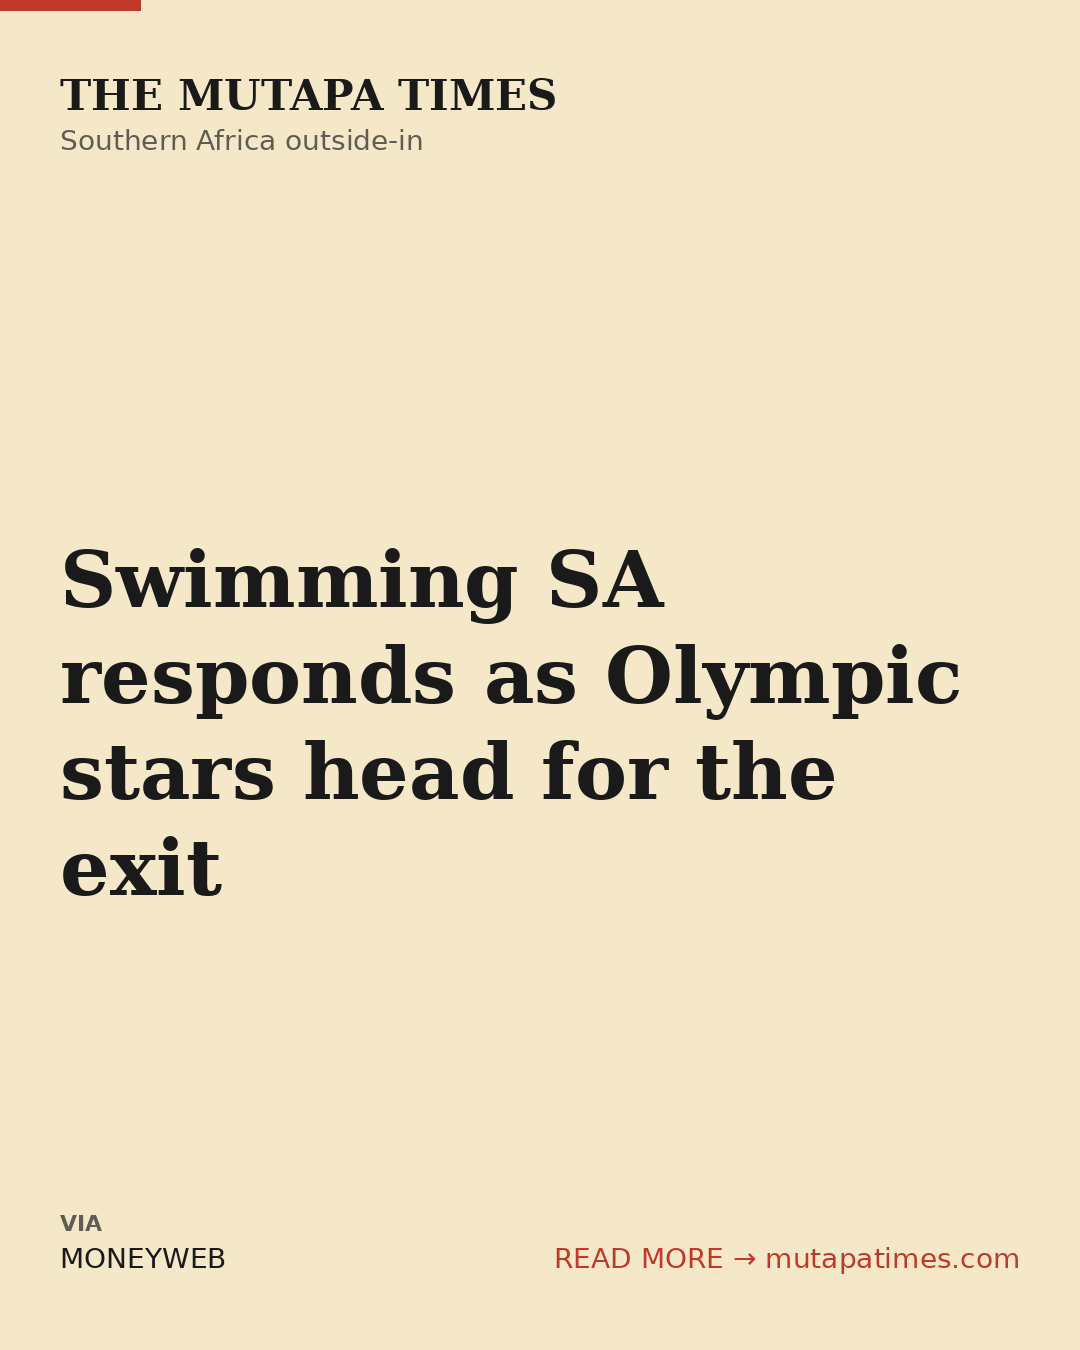 THE MUTAPA TIMES
Southern Africa outside-in
Swimming SA
responds as Olympic
stars head for the
exit
VIA
MONEYWEB
READ MORE → mutapatimes.com